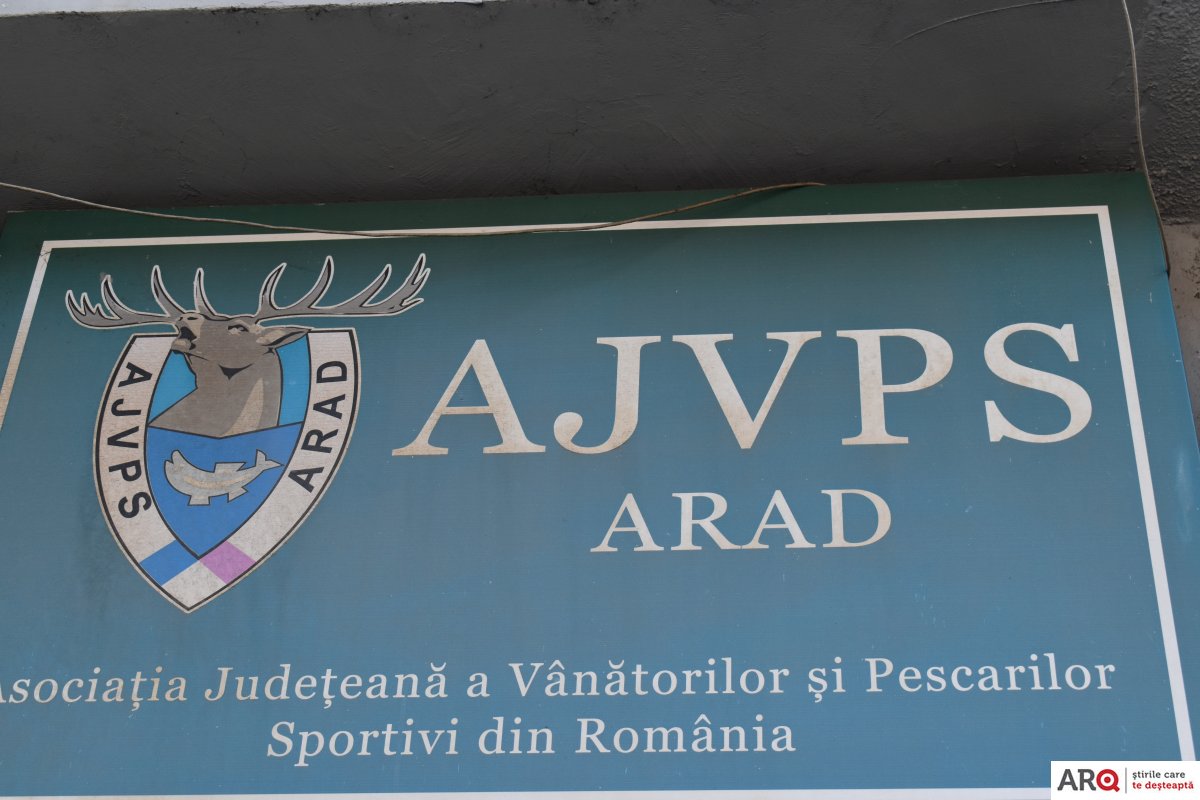 AJVPS
ARAD
AJVPS
ARAD
Asociația Județeană a Vânătorilor și Pescarilor
Sportivi din România
ARQ
știrile care
te deșteaptă